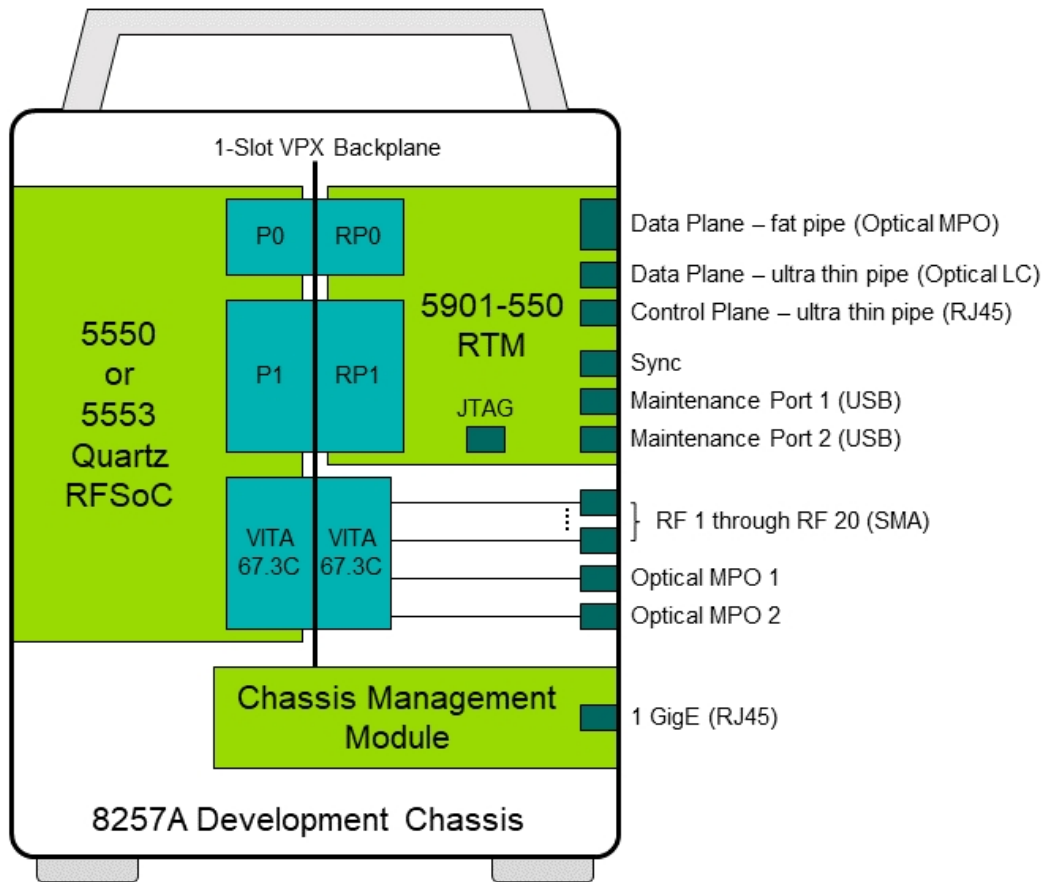 1-Slot VPX Backplane
P0
RP0
Data Plane – fat pipe (Optical MPO)
Data Plane – ultra thin pipe (Optical LC)
Control Plane – ultra thin pipe (RJ45)
5901-550
RTM
5550
or
5553
Quartz
RFSoC
P1
RP1
JTAG
Sync
Maintenance Port 1 (USB)
Maintenance Port 2 (USB)
VITA
67.3C
VITA
67.3C
} RF 1 through RF 20 (SMA)
Optical MPO 1
Optical MPO 2
Chassis Management
Module
1 GigE (RJ45)
8257A Development Chassis